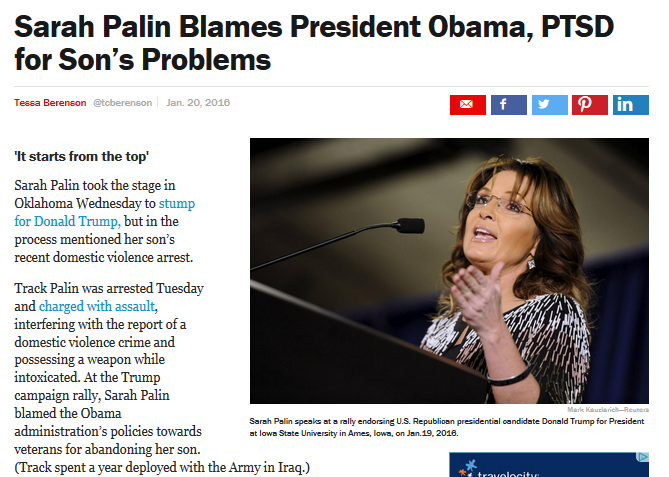 Sarah Palin Blames President Obama, PTSD
for Son's Problems
Tessa Berenson @tcberenson Jan. 20, 2016
'It starts from the top'
Sarah Palin took the stage in
Oklahoma Wednesday to stump
for Donald Trump, but in the
process mentioned her son's
recent domestic violence arrest.
Track Palin was arrested Tuesday
and charged with assault,
interfering with the report of a
domestic violence crime and
possessing a weapon while
intoxicated. At the Trump
campaign rally, Sarah Palin
blamed the Obama
administration's policies towards
veterans for abandoning her son.
(Track spent a year deployed with the Army in Iraq.)
Mark Kauzlarich—Reuters
Sarah Palin speaks at a rally endorsing U.S. Republican presidential candidate Donald Trump for President
at Iowa State University in Ames, Iowa, on Jan.19, 2016.
travelocity